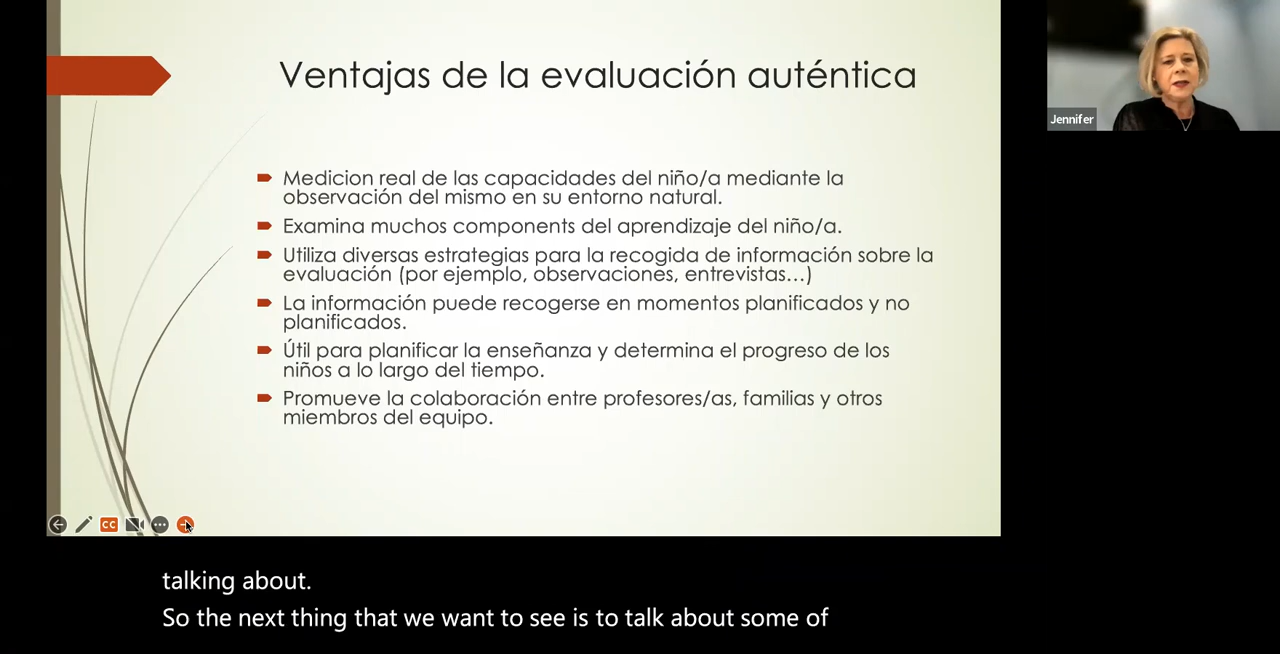 Ventajas de la evaluación auténtica
Medicion real de las capacidades del niño/a mediante la
observación del mismo en su entorno natural.
Examina muchos components del aprendizaje del niño/a.
Utiliza diversas estrategias para la recogida de información sobre la
evaluación (por ejemplo, observaciones, entrevistas...)
La información puede recogerse en momentos planificados y no
planificados.
Útil para planificar la enseñanza y determina el progreso de los
niños a lo largo del tiempo.
Promueve la colaboración entre profesores/as, familias y otros
miembros del equipo.
CC
Jennifer
talking about.
So the next thing that we want to see is to talk about some of